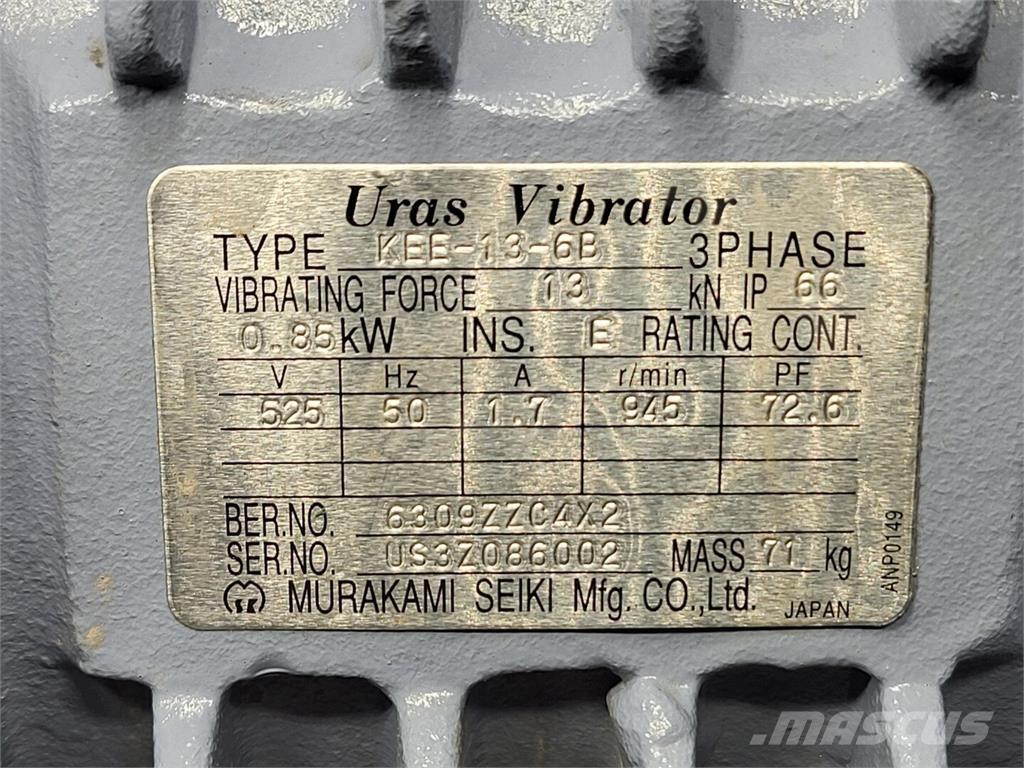 Uras Vibrator
TYPE KEE-13-6B 3PHASE
VIBRATING FORCE 13 kN IP 66
0.85kW INS. E RATING CONT.
V Hz A r/min PF
525 50 1.7 945 72.6
BER.NO. 6309ZZC4X2
SER.NO. US3Z086002 MASS 71 kg
MURAKAMI SEIKI Mfg. CO.,Ltd. JAPAN
ANP0149
MASCUS